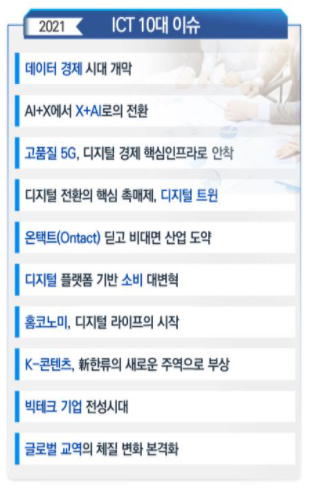 2021 ICT 10대 이슈
데이터 경제 시대 개막
AI+X에서 X+AI로의 전환
고품질 5G, 디지털 경제 핵심인프라로 안착
디지털 전환의 핵심 촉매제, 디지털 트윈
온택트(Ontact) 딛고 비대면 산업 도약
디지털 플랫폼 기반 소비 대변혁
홈코노미, 디지털 라이프의 시작
K-콘텐츠, 新한류의 새로운 주역으로 부상
빅테크 기업 전성시대
글로벌 교역의 체질 변화 본격화